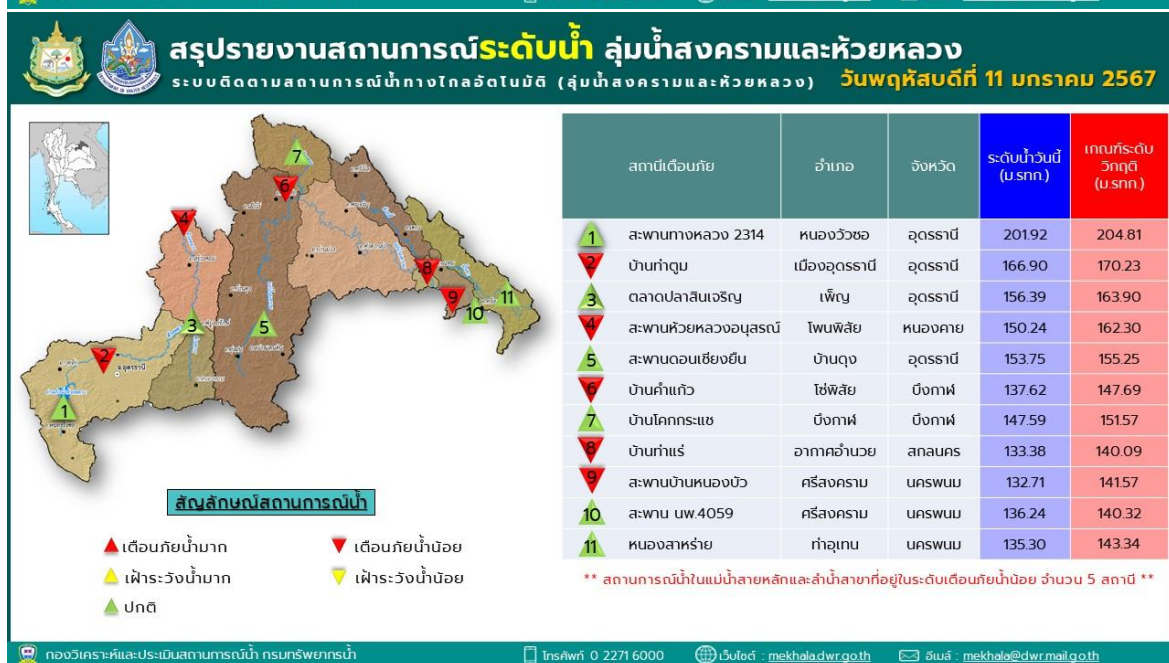 สรุปรายงานสถานการณ์ระดับน้ำ ลุ่มน้ำสงครามและห้วยหลวง
ระบบติดตามสถานการณ์น้ำทางไกลอัตโนมัติ (ลุ่มน้ำสงครามและห้วยหลวง) วันพฤหัสบดีที่ 11 มกราคม 2567
7
6
4
8
9
11
10
3
5
2
1
สัญลักษณ์สถานการณ์น้ำ
เตือนภัยน้ำมาก เตือนภัยน้ำน้อย
เฝ้าระวังน้ำมาก เฝ้าระวังน้ำน้อย
ปกติ
สถานีเตือนภัย อำเภอ จังหวัด ระดับน้ำวันนี้ (ม.รทก.) เกณฑ์ระดับวิกฤติ (ม.รทก.)
1 สะพานทางหลวง 2314 หนองวัวซอ อุดรธานี 201.92 204.81
2 บ้านท่าตูม เมืองอุดรธานี อุดรธานี 166.90 170.23
3 ตลาดปลาสินเจริญ เพ็ญ อุดรธานี 156.39 163.90
4 สะพานห้วยหลวงอนุสรณ์ โพนพิสัย หนองคาย 150.24 162.30
5 สะพานดอนเชียงยืน บ้านดุง อุดรธานี 153.75 155.25
6 บ้านคำแก้ว โซ่พิสัย บึงกาฬ 137.62 147.69
7 บ้านโคกกระแซ บึงกาฬ บึงกาฬ 147.59 151.57
8 บ้านท่าแร่ อากาศอำนวย สกลนคร 133.38 140.09
9 สะพานบ้านหนองบัว ศรีสงคราม นครพนม 132.71 141.57
10 สะพาน นพ.4059 ศรีสงคราม นครพนม 136.24 140.32
11 หนองสาหร่าย ท่าอุเทน นครพนม 135.30 143.34
** สถานการณ์น้ำในแม่น้ำสายหลักและลำน้ำสาขาที่อยู่ในระดับเตือนภัยน้ำน้อย จำนวน 5 สถานี **
กองวิเคราะห์และประเมินสถานการณ์น้ำ กรมทรัพยากรน้ำ โทรศัพท์ 0 2271 6000 เว็บไซต์ : mekhala.dwr.go.th อีเมล์ : mekhala@dwr.mail.go.th